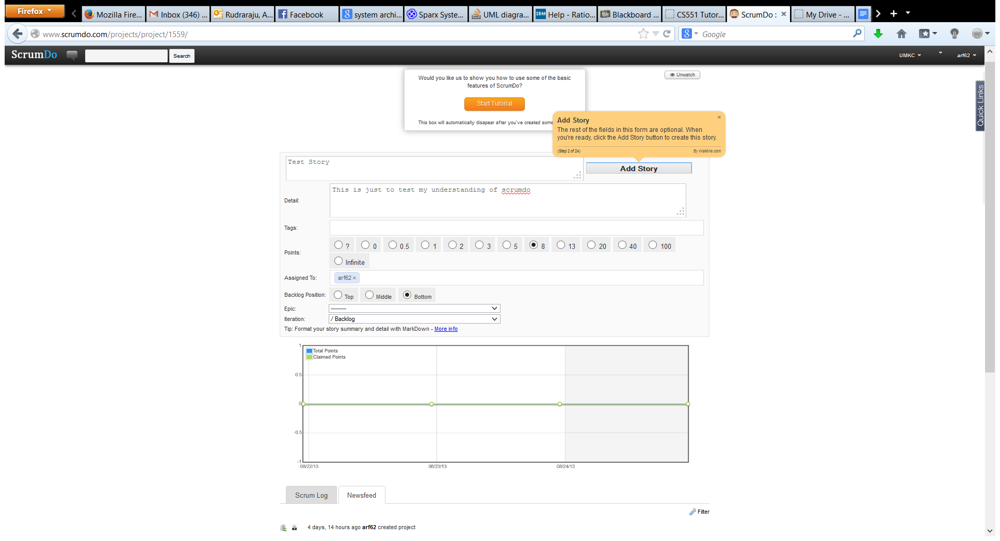 Firefox
Mozilla Fire... Inbox (346) ... Rudraraju, A... Facebook system archi... Sparx Syste... UML diagra... IBM Help - Ratio... Bb Blackboard ... CS551 Tutor... ScrumDo : × My Drive - ...
www.scrumdo.com/projects/project/1559/ Google
ScrumDo Search UMKC arf62
Would you like us to show you how to use some of the basic
features of ScrumDo?
Start Tutorial
This box will automatically disapear after you've created some
Unwatch
Quick Links
Add Story ×
The rest of the fields in this form are optional. When
you're ready, click the Add Story button to create this story.
(Step 2 of 24) By WalkMe.com
Test Story
Add Story
Detail: This is just to test my understanding of scrumdo
Tags:
Points: ? 0 0.5 1 2 3 5 8 13 20 40 100
Infinite
Assigned To: arf62 ×
Backlog Position: Top Middle Bottom
Epic: ----------
Iteration: / Backlog
Tip: Format your story summary and detail with MarkDown - More info
Total Points
Claimed Points
1
0.5
0
-0.5
-1
08/22/13 08/23/13 08/24/13
Scrum Log Newsfeed
Filter
4 days, 14 hours ago arf62 created project